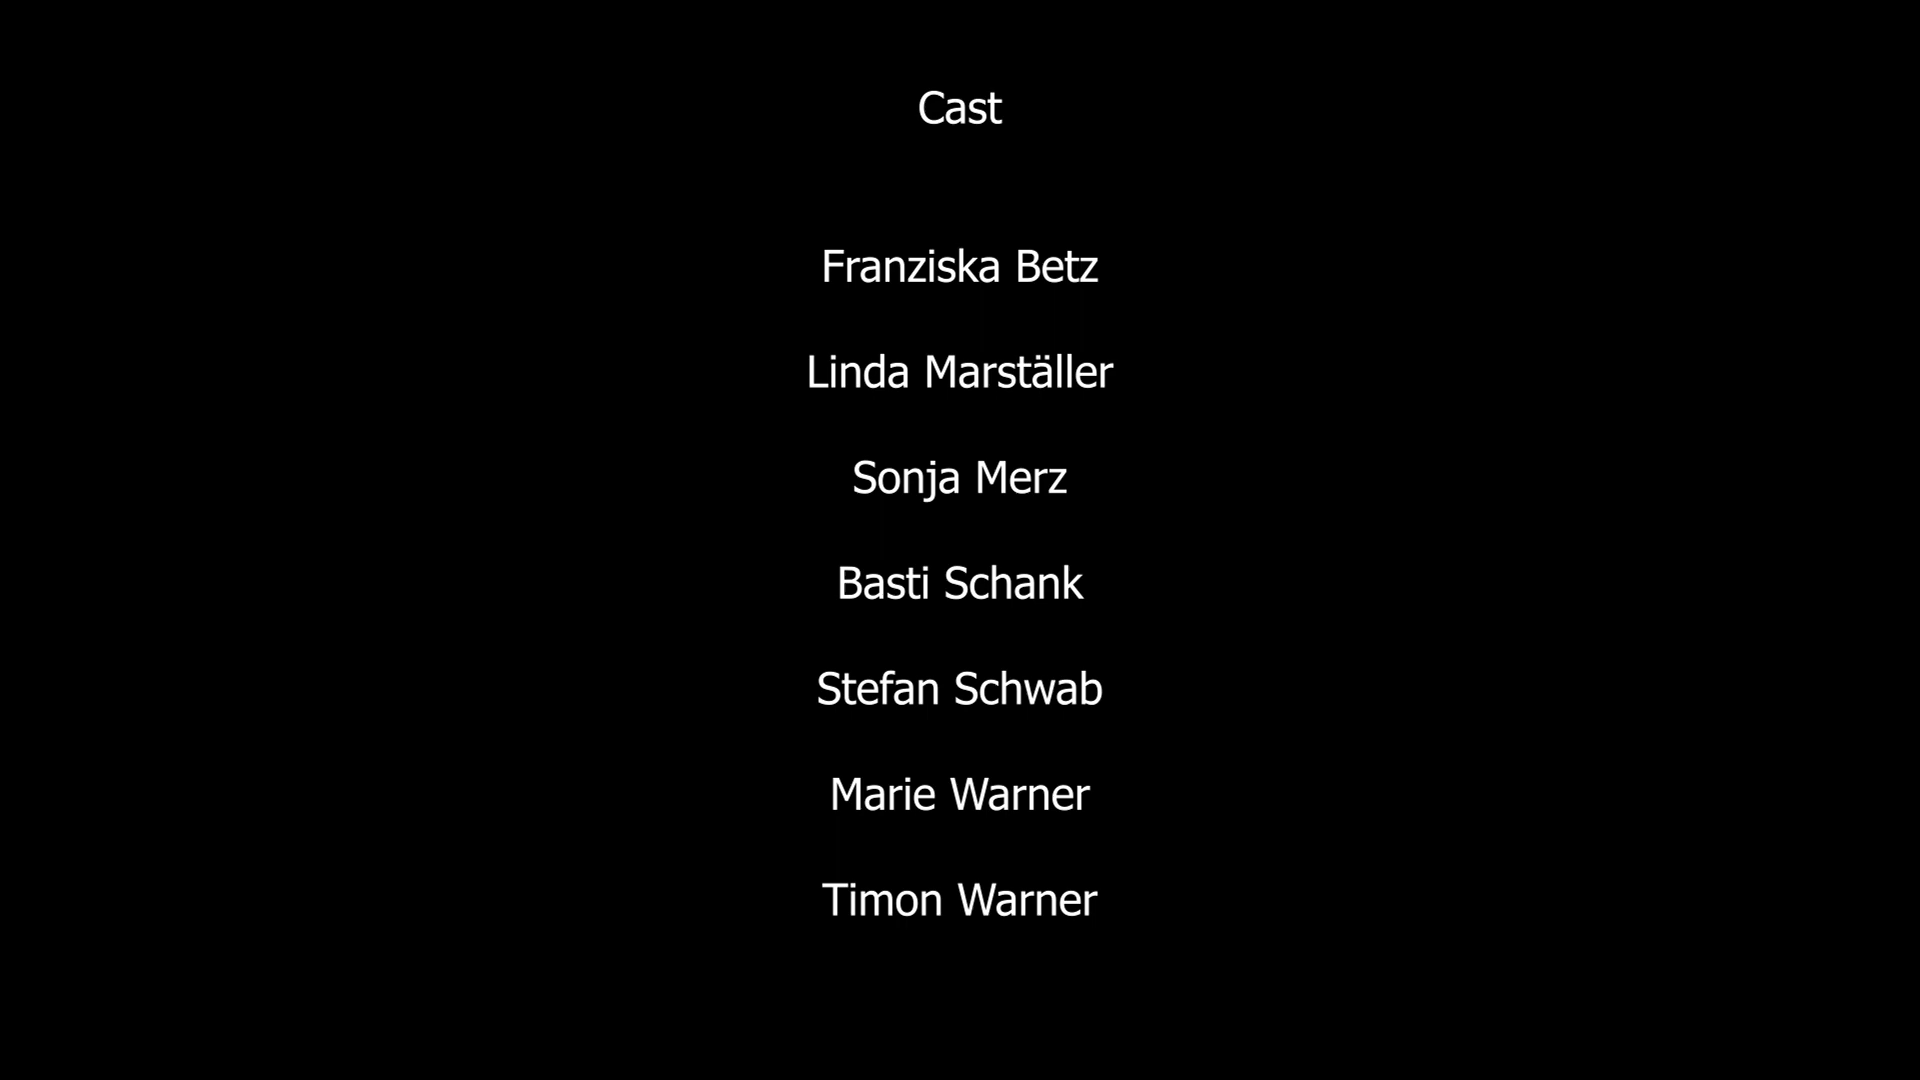 Cast
Franziska Betz
Linda Marställer
Sonja Merz
Basti Schank
Stefan Schwab
Marie Warner
Timon Warner